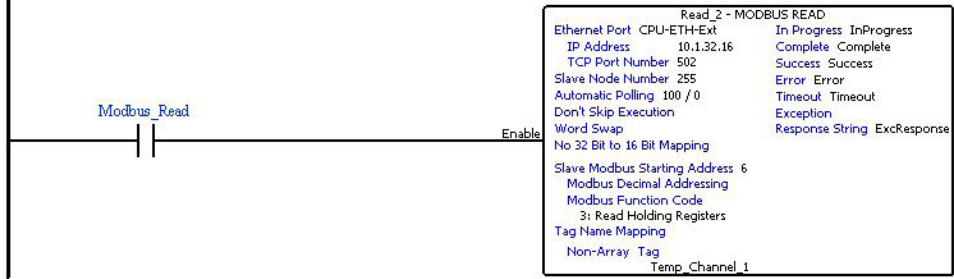 Read_2 - MODBUS READ
Ethernet Port CPU-ETH-Ext In Progress InProgress
IP Address 10.1.32.16 Complete Complete
TCP Port Number 502 Success Success
Slave Node Number 255 Error Error
Automatic Polling 100 / 0 Timeout Timeout
Modbus_Read
Don't Skip Execution Exception
Enable Word Swap Response String ExcResponse
No 32 Bit to 16 Bit Mapping
Slave Modbus Starting Address 6
Modbus Decimal Addressing
Modbus Function Code
3: Read Holding Registers
Tag Name Mapping
Non-Array Tag
Temp_Channel_1